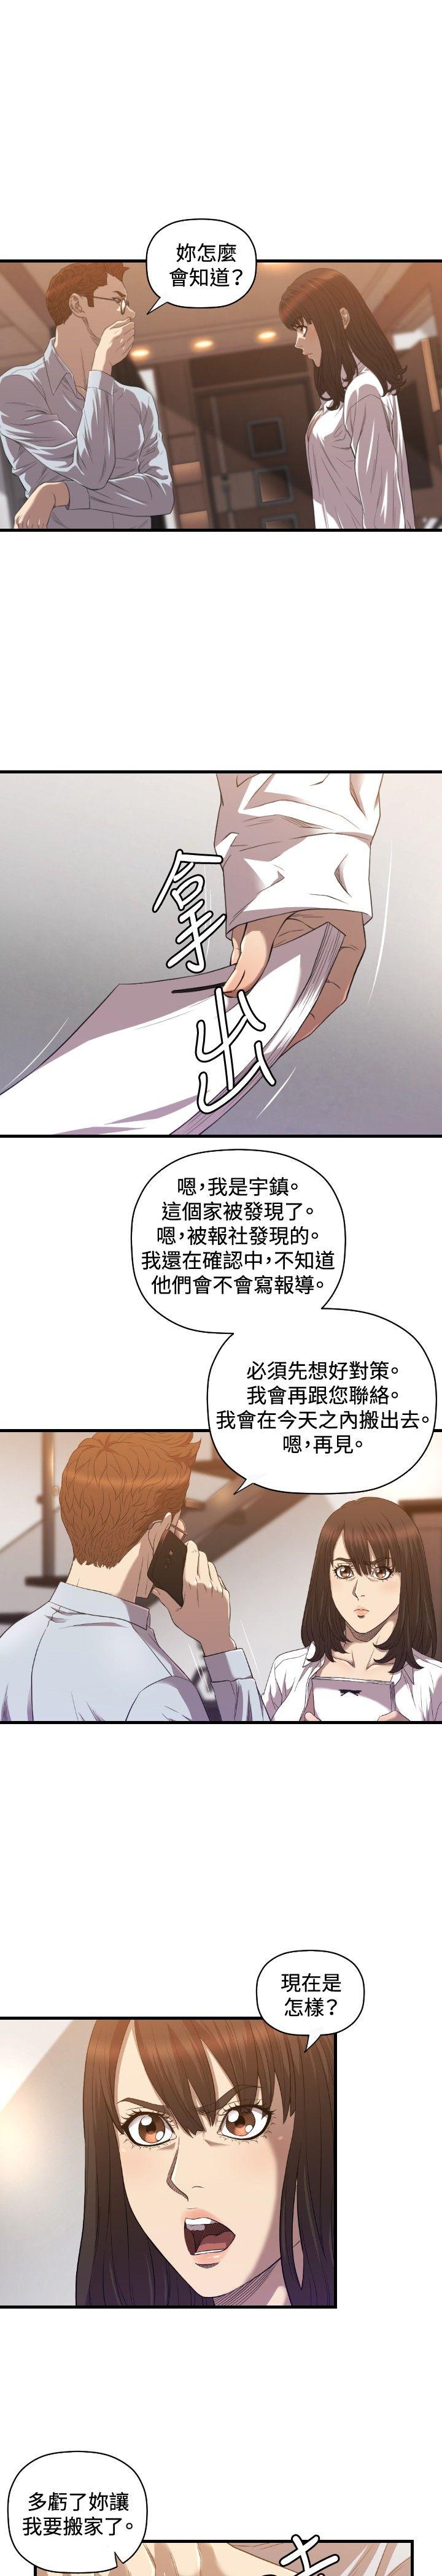 妳怎麼
會知道？
拿出
嗯，我是宇鎮。
這個家被發現了。
嗯，被報社發現的。
我還在確認中，不知道
他們會不會寫報導。
必須先想好對策。
我會再跟您聯絡。
我會在今天之內搬出去。
嗯，再見。
現在是
怎樣？
多虧了妳讓
我要搬家了。